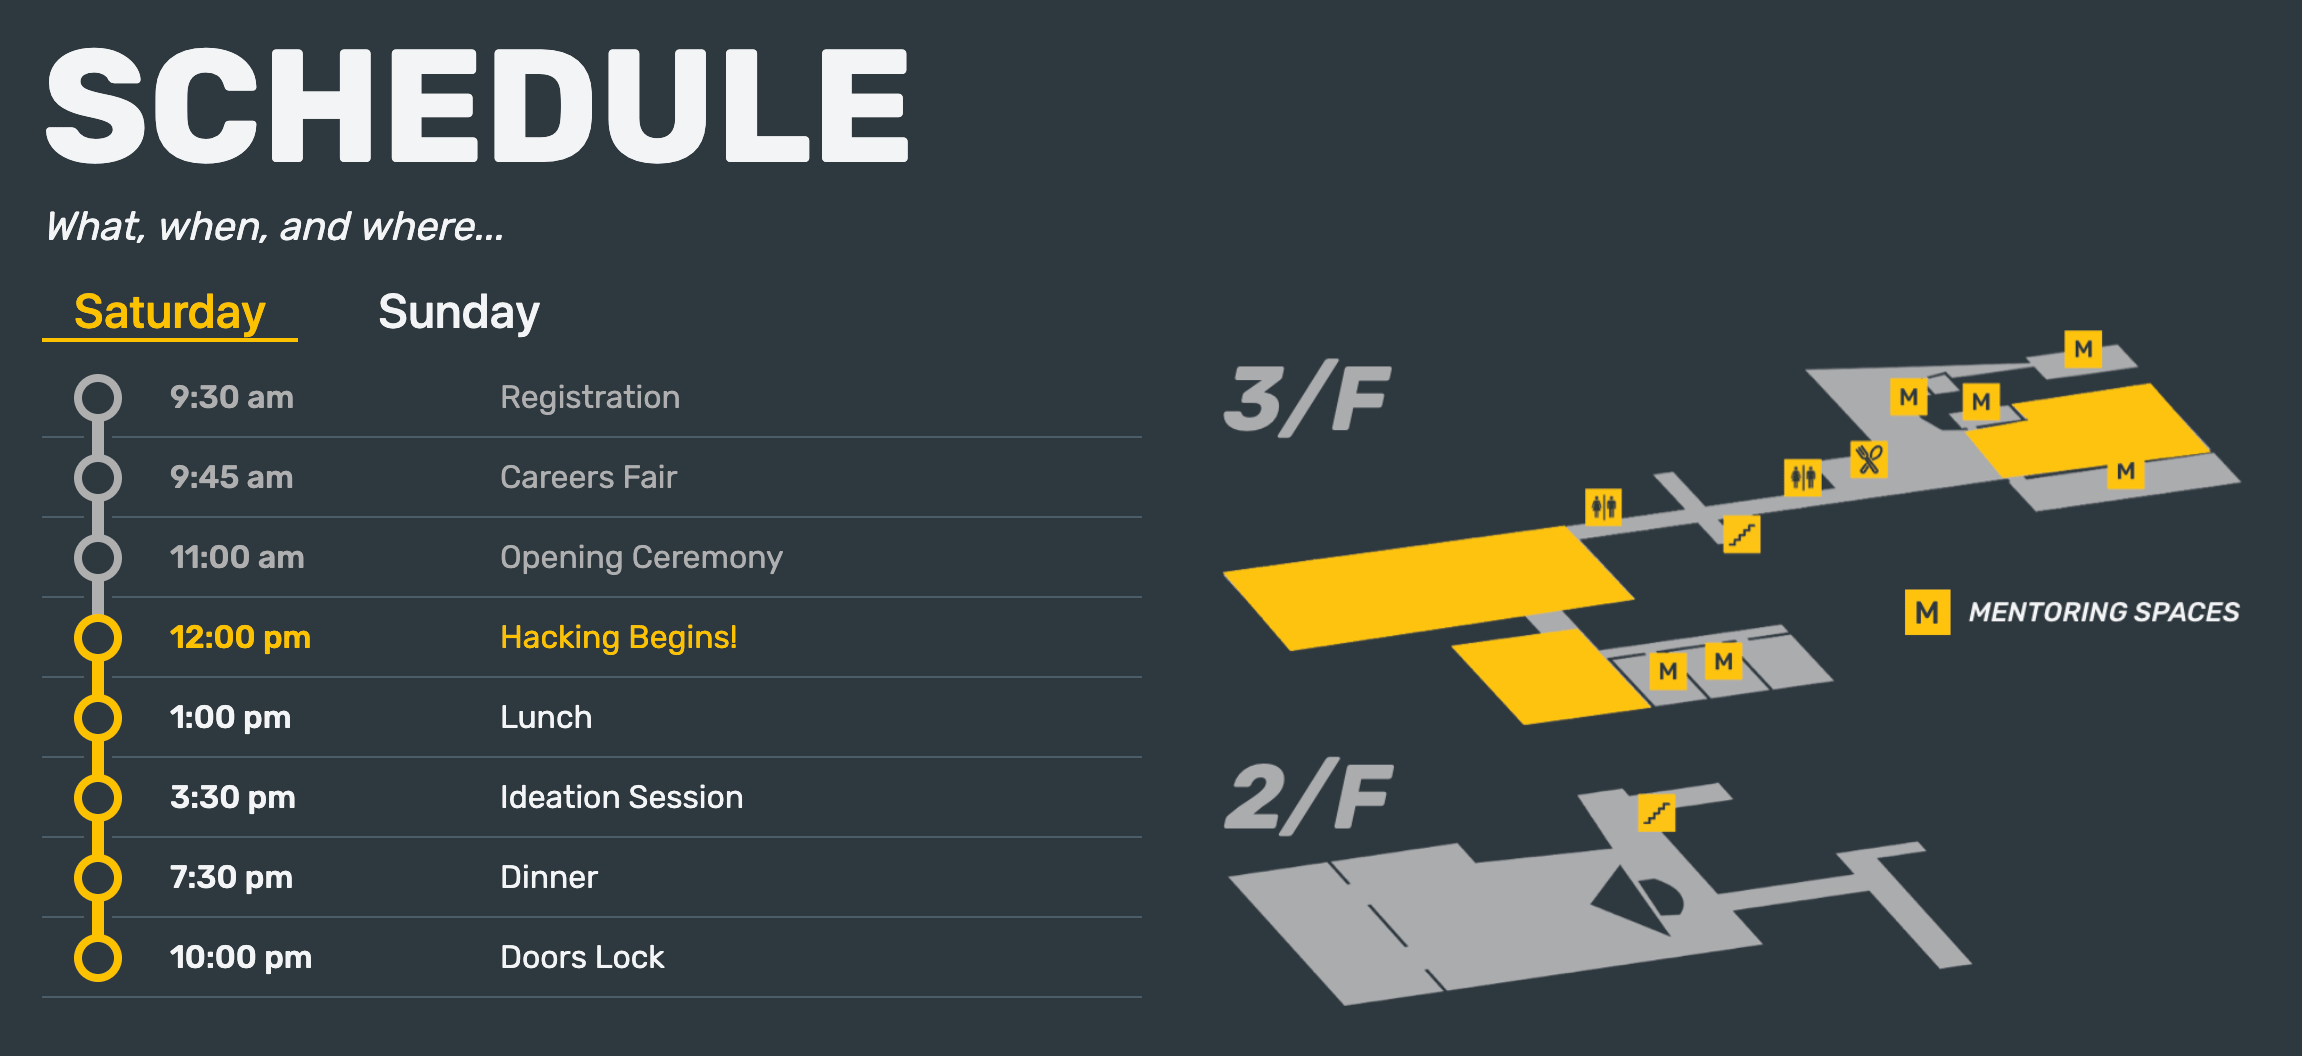 SCHEDULE
What, when, and where...
Saturday Sunday
9:30 am Registration
9:45 am Careers Fair
11:00 am Opening Ceremony
12:00 pm Hacking Begins!
1:00 pm Lunch
3:30 pm Ideation Session
7:30 pm Dinner
10:00 pm Doors Lock
3/F
M
M
M
M
M MENTORING SPACES
M
M
2/F